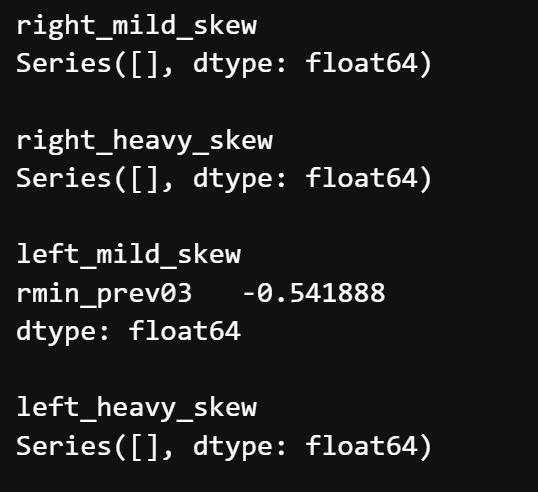 right_mild_skew
Series([], dtype: float64)
right_heavy_skew
Series([], dtype: float64)
left_mild_skew
rmin_prev03   -0.541888
dtype: float64
left_heavy_skew
Series([], dtype: float64)